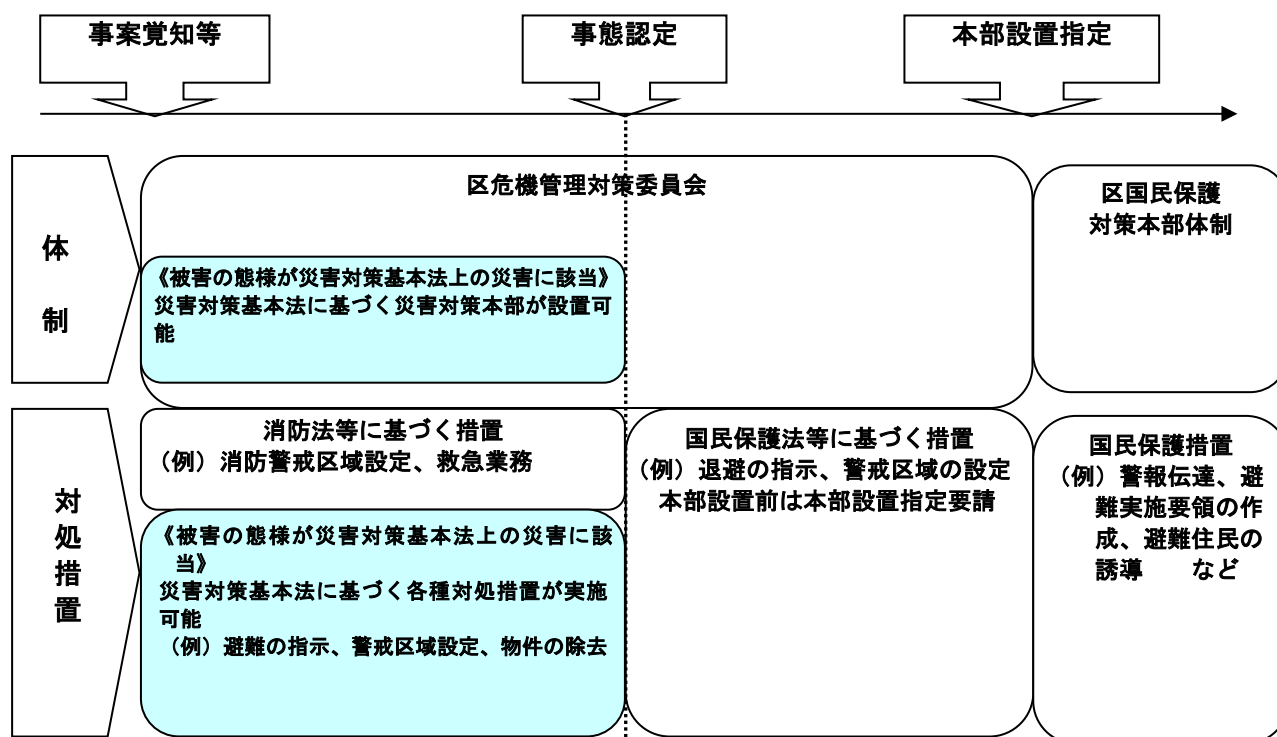 事案覚知等
事態認定
本部設置指定
体
制
区危機管理対策委員会
《被害の態様が災害対策基本法上の災害に該当》
災害対策基本法に基づく災害対策本部が設置可
能
区国民保護
対策本部体制
対
処
措
置
消防法等に基づく措置
（例）消防警戒区域設定、救急業務
《被害の態様が災害対策基本法上の災害に該
当》
災害対策基本法に基づく各種対処措置が実施
可能
（例）避難の指示、警戒区域設定、物件の除去
国民保護法等に基づく措置
（例）退避の指示、警戒区域の設定
本部設置前は本部設置指定要請
国民保護措置
（例）警報伝達、避
難実施要領の作
成、避難住民の
誘導　　など